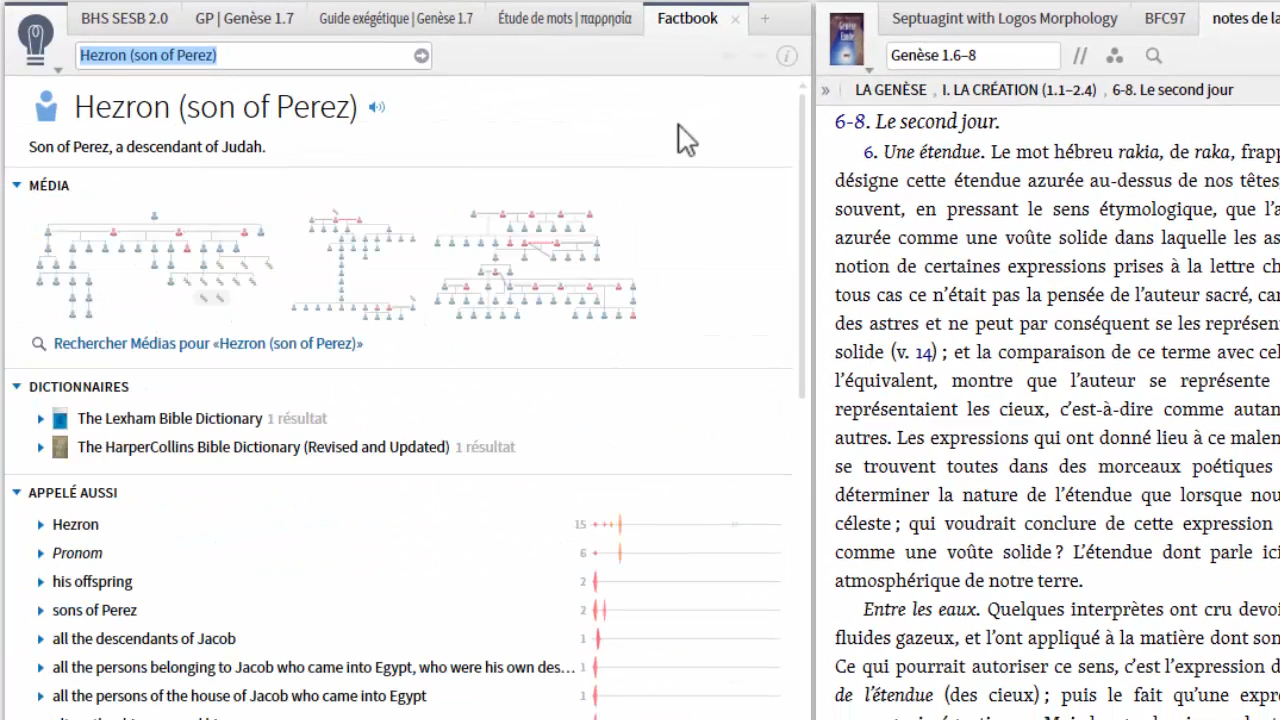 BHS SESB 2.0
GP | Genèse 1.7
Guide exégétique | Genèse 1.7
Étude de mots | παρρησία
Factbook
Hezron (son of Perez)
Hezron (son of Perez)
Son of Perez, a descendant of Judah.
MÉDIA
Rechercher Médias pour «Hezron (son of Perez)»
DICTIONNAIRES
The Lexham Bible Dictionary 1 résultat
The HarperCollins Bible Dictionary (Revised and Updated) 1 résultat
APPELÉ AUSSI
Hezron 15
Pronom 6
his offspring 2
sons of Perez 2
all the descendants of Jacob 1
all the persons belonging to Jacob who came into Egypt, who were his own des... 1
all the persons of the house of Jacob who came into Egypt 1
Septuagint with Logos Morphology
BFC97
notes de la
Genèse 1.6–8
» LA GENÈSE , I. LA CRÉATION (1.1–2.4) , 6-8. Le second jour
6-8. Le second jour.
6. Une étendue. Le mot hébreu rakia, de raka, frapp
désigne cette étendue azurée au-dessus de nos têtes
souvent, en pressant le sens étymologique, que l'a
azurée comme une voûte solide dans laquelle les as
notion de certaines expressions prises à la lettre ch
tous cas ce n'était pas la pensée de l'auteur sacré, car
des astres et ne peut par conséquent se les représen
solide (v. 14) ; et la comparaison de ce terme avec cel
l'équivalent, montre que l'auteur se représente
représentaient les cieux, c'est-à-dire comme autan
autres. Les expressions qui ont donné lieu à ce malen
se trouvent toutes dans des morceaux poétiques
déterminer la nature de l'étendue que lorsque nou
céleste ; qui voudrait conclure de cette expression
comme une voûte solide ? L'étendue dont parle ici
atmosphérique de notre terre.
Entre les eaux. Quelques interprètes ont cru devoi
fluides gazeux, et l'ont appliqué à la matière dont son
Ce qui pourrait autoriser ce sens, c'est l'expression d
de l'étendue (des cieux) ; puis le fait qu'une expre